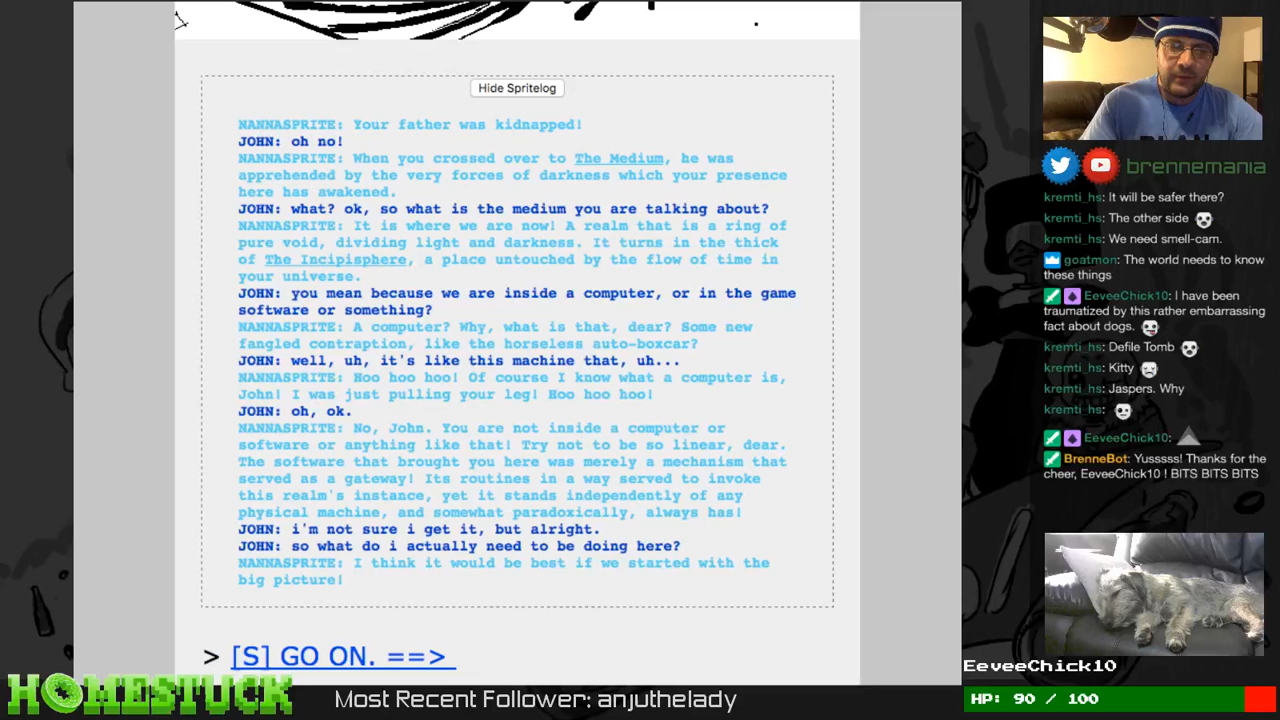 Hide Spritelog
NANNASPRITE: Your father was kidnapped!
JOHN: oh no!
NANNASPRITE: When you crossed over to The Medium, he was
apprehended by the very forces of darkness which your presence
here has awakened.
JOHN: what? ok, so what is the medium you are talking about?
NANNASPRITE: It is where we are now! A realm that is a ring of
pure void, dividing light and darkness. It turns in the thick
of The Incipisphere, a place untouched by the flow of time in
your universe.
JOHN: you mean because we are inside a computer, or in the game
software or something?
NANNASPRITE: A computer? Why, what is that, dear? Some new
fangled contraption, like the horseless auto-boxcar?
JOHN: well, uh, it's like this machine that, uh...
NANNASPRITE: Hoo hoo hoo! Of course I know what a computer is,
John! I was just pulling your leg! Hoo hoo hoo!
JOHN: oh, ok.
NANNASPRITE: No, John. You are not inside a computer or
software or anything like that! Try not to be so linear, dear.
The software that brought you here was merely a mechanism that
served as a gateway! Its routines in a way served to invoke
this realm's instance, yet it stands independently of any
physical machine, and somewhat paradoxically, always has!
JOHN: i'm not sure i get it, but alright.
JOHN: so what do i actually need to be doing here?
NANNASPRITE: I think it would be best if we started with the
big picture!
> [S] GO ON. ==>
HOMESTUCK
Most Recent Follower: anjuthelady
brennemania
kremti_hs: It will be safer there?
kremti_hs: The other side
kremti_hs: We need smell-cam.
goatmon: The world needs to know
these things
EeveeChick10: I have been
traumatized by this rather embarrassing
fact about dogs.
kremti_hs: Defile Tomb
kremti_hs: Kitty
kremti_hs: Jaspers. Why
kremti_hs:
EeveeChick10:
BrenneBot: Yusssss! Thanks for the
cheer, EeveeChick10 ! BITS BITS BITS
EeveeChick10
HP: 90 / 100